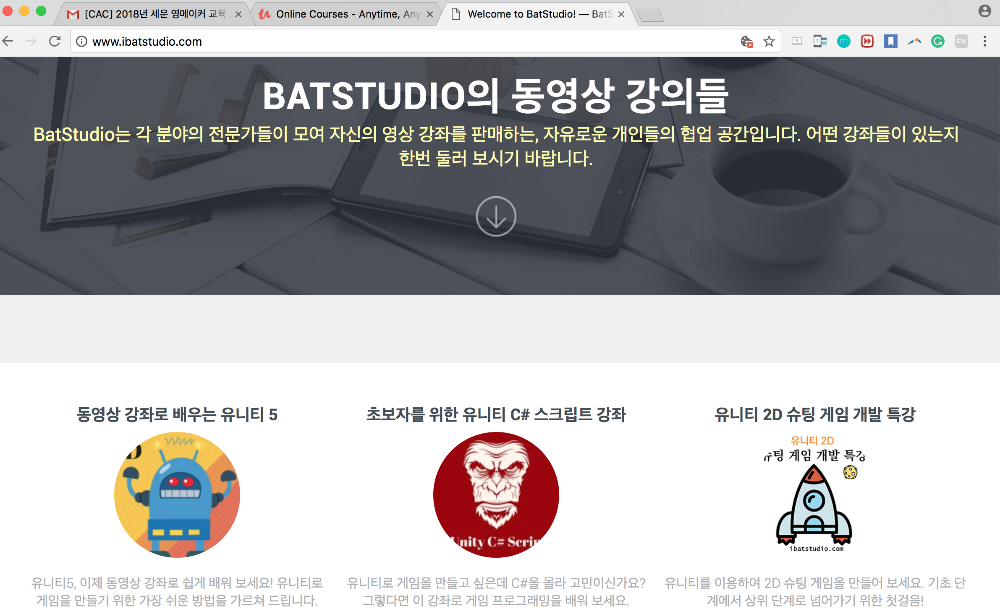 [CAC] 2018년 세운 영메이커 교육
Online Courses - Anytime, Any
Welcome to BatStudio! — BatS
www.ibatstudio.com
N
m
G
EX
BATSTUDIO의 동영상 강의들
BatStudio는 각 분야의 전문가들이 모여 자신의 영상 강좌를 판매하는, 자유로운 개인들의 협업 공간입니다. 어떤 강좌들이 있는지
한번 둘러 보시기 바랍니다.
동영상 강좌로 배우는 유니티 5
초보자를 위한 유니티 C# 스크립트 강좌
유니티 2D 슈팅 게임 개발 특강
D
Unity C# Scrip
유니티 2D
슈팅 게임 개발 특강
ibatstudio.com
유니티5, 이제 동영상 강좌로 쉽게 배워 보세요! 유니티로
게임을 만들기 위한 가장 쉬운 방법을 가르쳐 드립니다.
유니티로 게임을 만들고 싶은데 C#을 몰라 고민이신가요?
그렇다면 이 강좌로 게임 프로그래밍을 배워 보세요.
유니티를 이용하여 2D 슈팅 게임을 만들어 보세요. 기초 단
계에서 상위 단계로 넘어가기 위한 첫걸음!